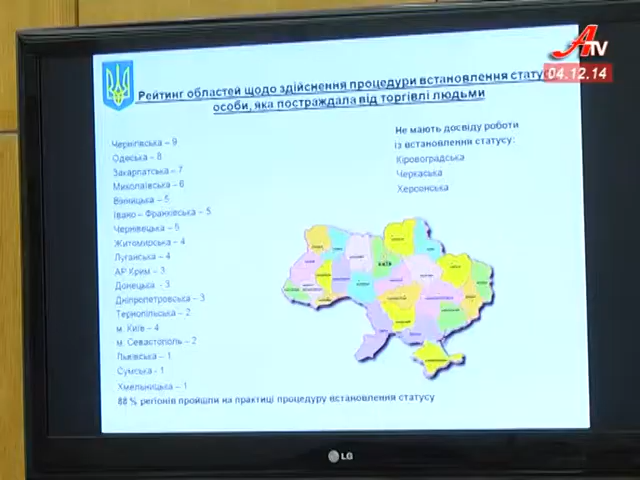 ATV
04.12.14
Рейтинг областей щодо здійснення процедури встановлення статусу
особи, яка постраждала від торгівлі людьми
Чернігівська – 9
Одеська – 8
Закарпатська – 7
Миколаївська – 6
Вінницька – 5
Івано – Франківська – 5
Чернівецька – 5
Житомирська – 4
Луганська – 4
АР Крим – 3
Донецька - 3
Дніпропетровська – 3
Тернопільська – 2
м. Київ – 4
м. Севастополь – 2
Львівська – 1
Сумська - 1
Хмельницька – 1
88 % регіонів пройшли на практиці процедуру встановлення статусу
Не мають досвіду роботи
із встановлення статусу:
Кіровоградська
Черкаська
Херсонська
КИЇВ
LG